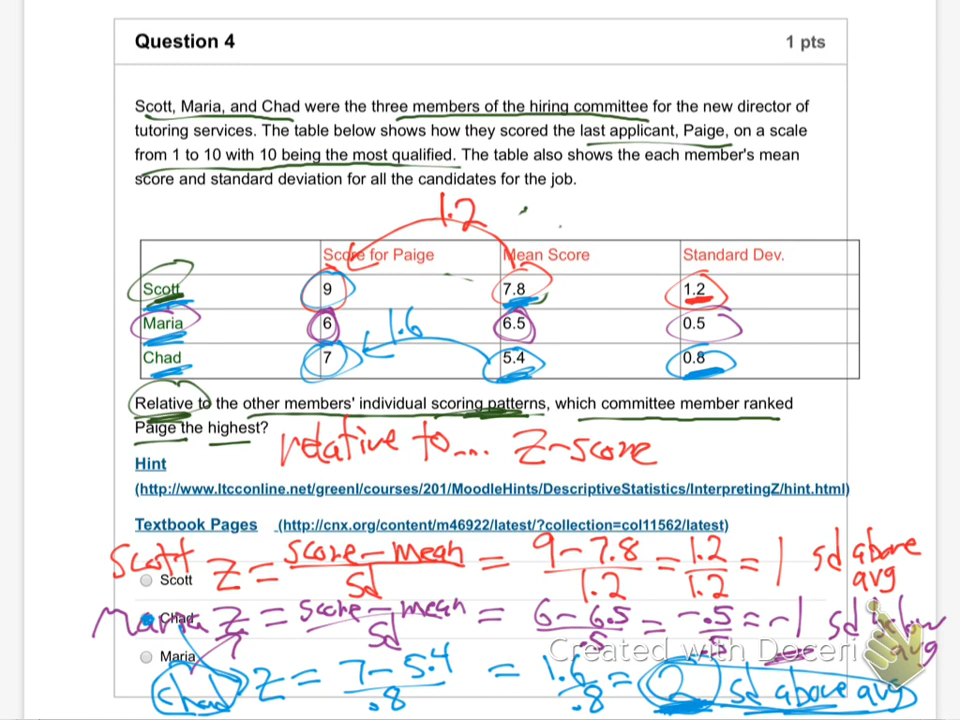 Question 4 1 pts
Scott, Maria, and Chad were the three members of the hiring committee for the new director of
tutoring services. The table below shows how they scored the last applicant, Paige, on a scale
from 1 to 10 with 10 being the most qualified. The table also shows the each member's mean
score and standard deviation for all the candidates for the job.
1.2
Score for Paige Mean Score Standard Dev.
Scott 9 7.8 1.2
Maria 6 6.5 0.5
1.6
Chad 7 5.4 0.8
Relative to the other members' individual scoring patterns, which committee member ranked
Paige the highest?
relative to... Z-score
Hint
(http://www.ltcconline.net/greenl/courses/201/MoodleHints/DescriptiveStatistics/InterpretingZ/hint.html)
Textbook Pages (http://cnx.org/content/m46922/latest/?collection=col11562/latest)
Scott Z = score - mean / sd = 9 - 7.8 / 1.2 = 1.2 / 1.2 = 1 sd above avg
Scott
Maria Z = score - mean / sd = 6 - 6.5 / .5 = -.5 / .5 = -1 sd below avg
Chad
Created with Doceri
Maria
Chad Z = 7 - 5.4 / .8 = 1.6 / .8 = 2 sd above avg